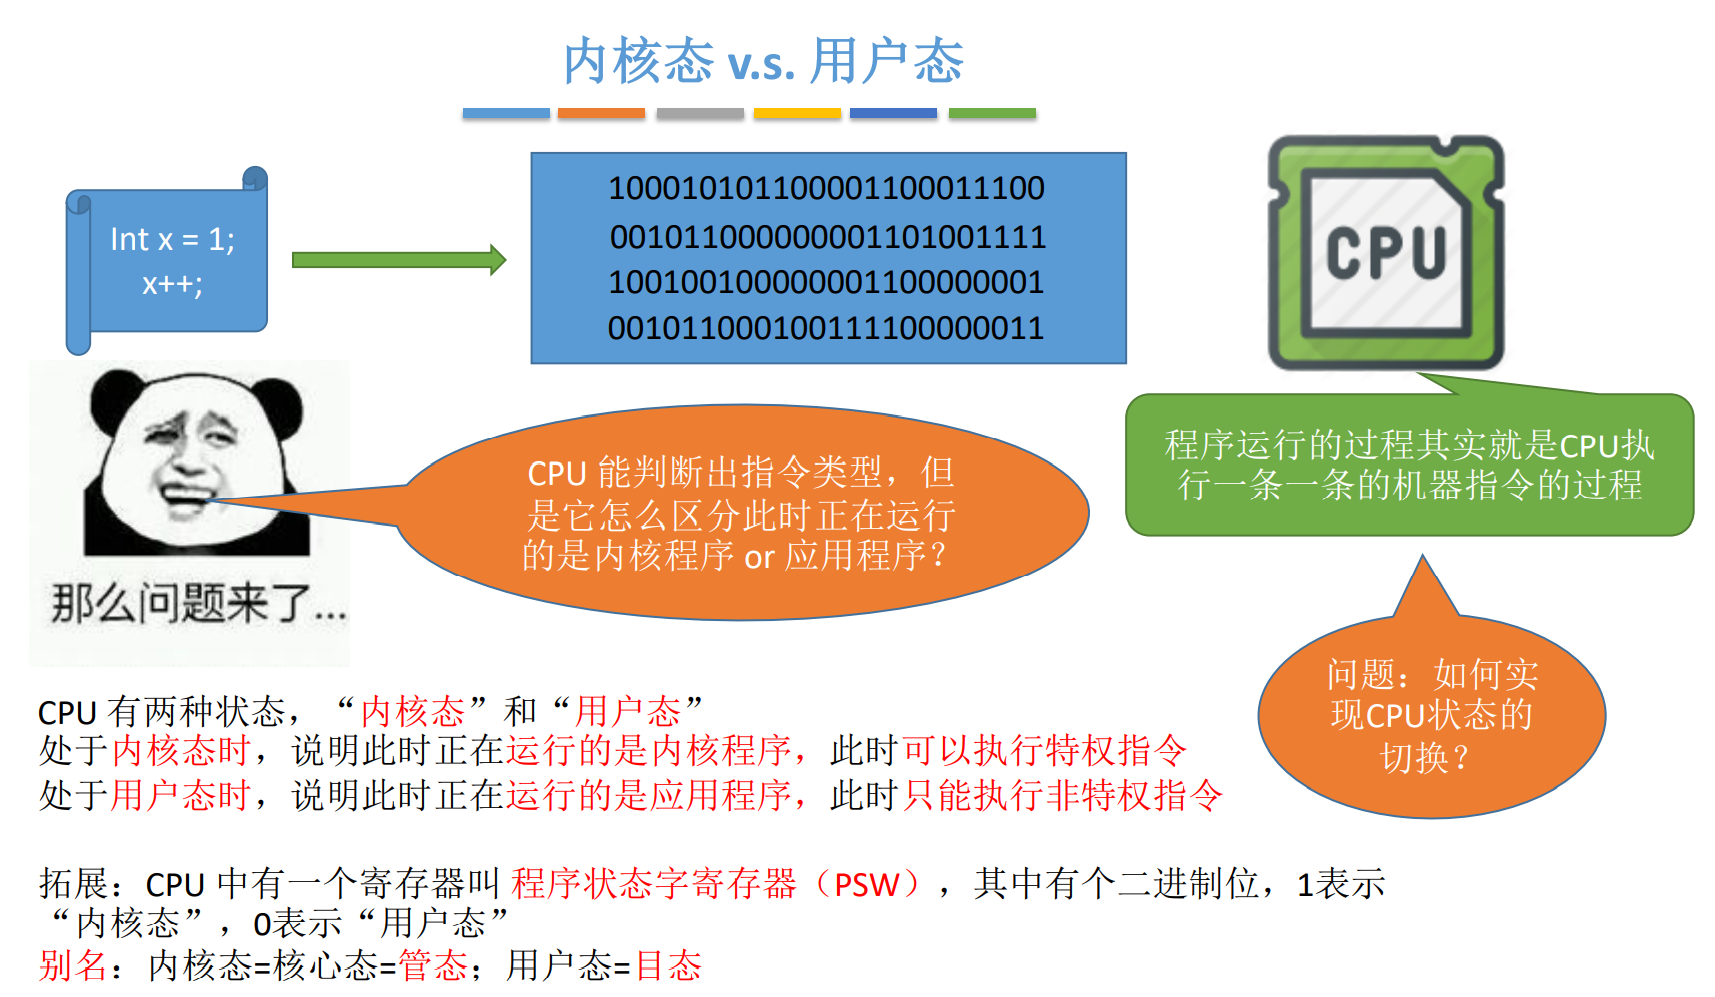 内核态 v.s. 用户态
Int x = 1;
x++;
100010101100001100011100
001011000000001101001111
100100100000001100000001
001011000100111100000011
CPU
程序运行的过程其实就是CPU执
行一条一条的机器指令的过程
CPU 能判断出指令类型，但
是它怎么区分此时正在运行
的是内核程序 or 应用程序？
那么问题来了...
问题：如何实
现CPU状态的
切换？
CPU 有两种状态，“内核态”和“用户态”
处于内核态时，说明此时正在运行的是内核程序，此时可以执行特权指令
处于用户态时，说明此时正在运行的是应用程序，此时只能执行非特权指令
拓展：CPU 中有一个寄存器叫 程序状态字寄存器（PSW），其中有个二进制位，1表示
“内核态”，0表示“用户态”
别名：内核态=核心态=管态；用户态=目态